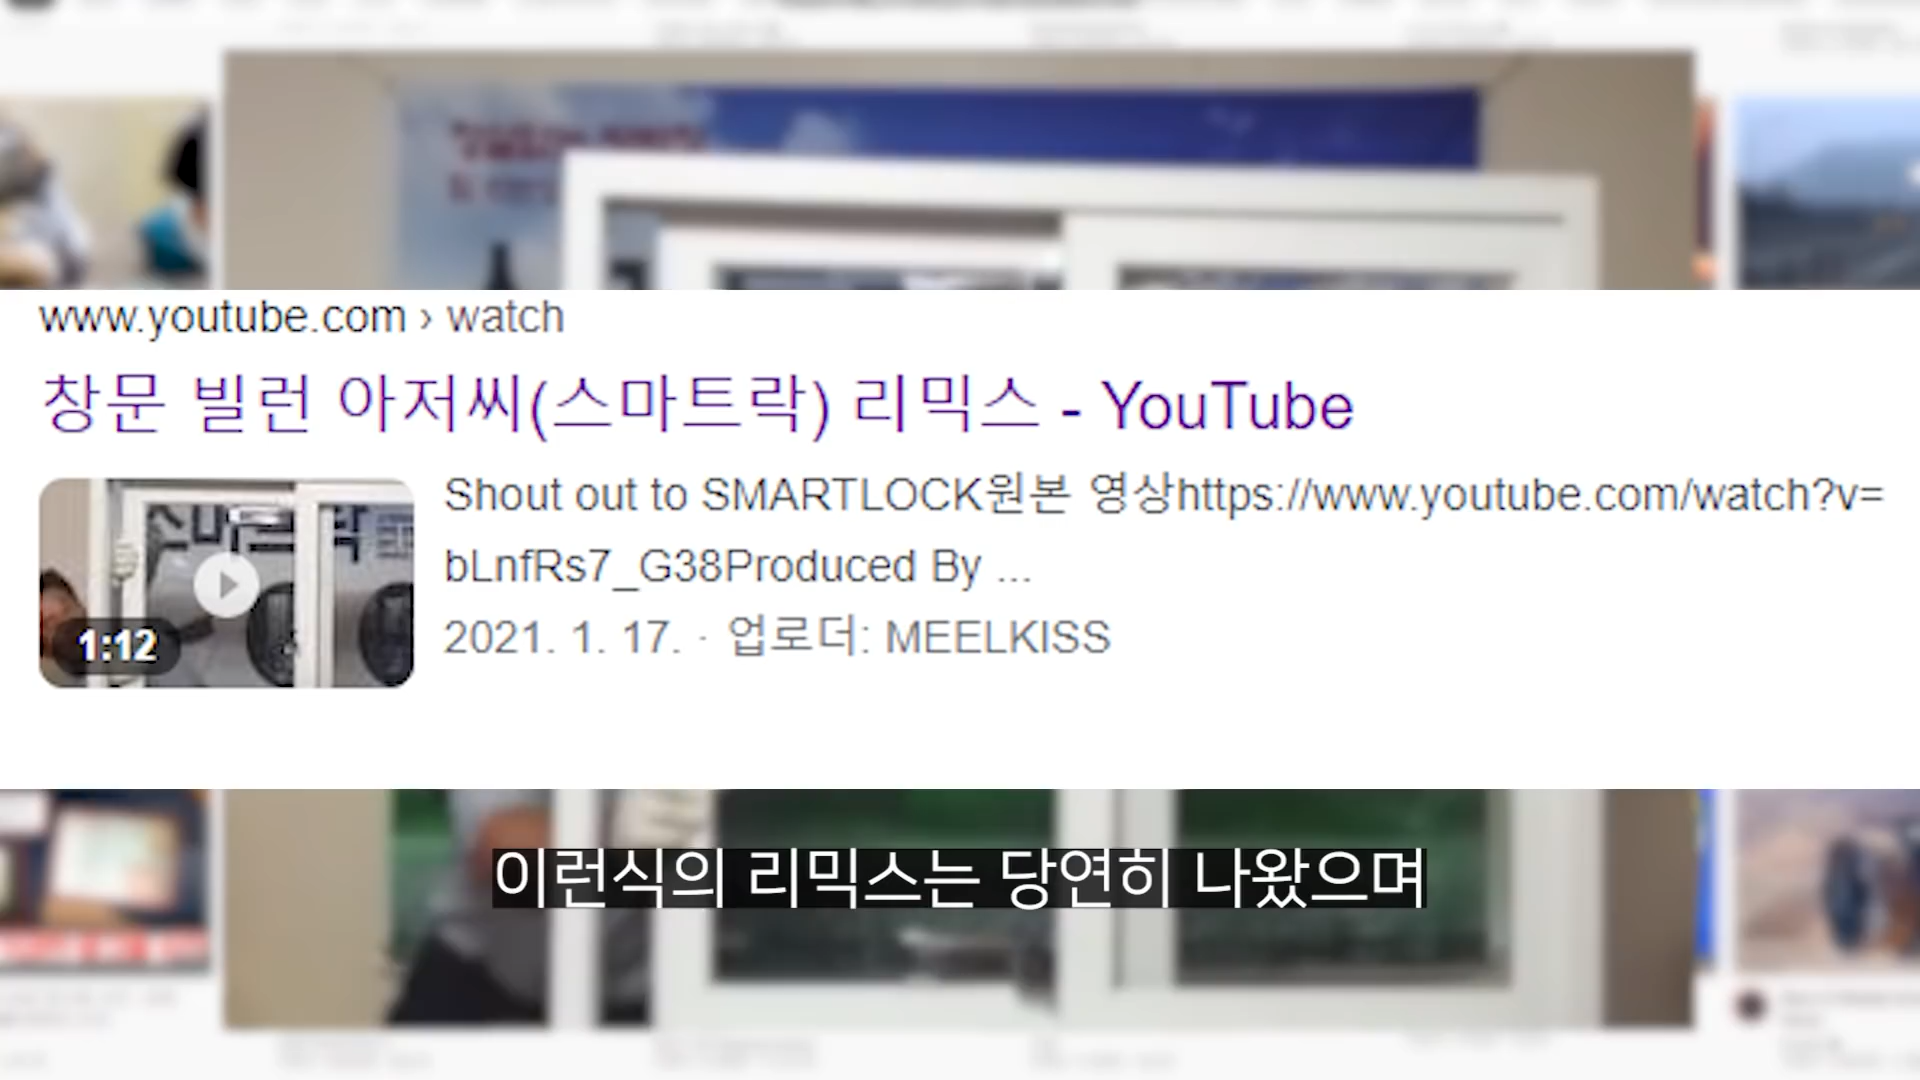 www.youtube.com › watch
창문 빌런 아저씨(스마트락) 리믹스 - YouTube
Shout out to SMARTLOCK원본 영상https://www.youtube.com/watch?v=
bLnfRs7_G38Produced By ...
1:12
2021. 1. 17. · 업로더: MEELKISS
이런식의 리믹스는 당연히 나왔으며